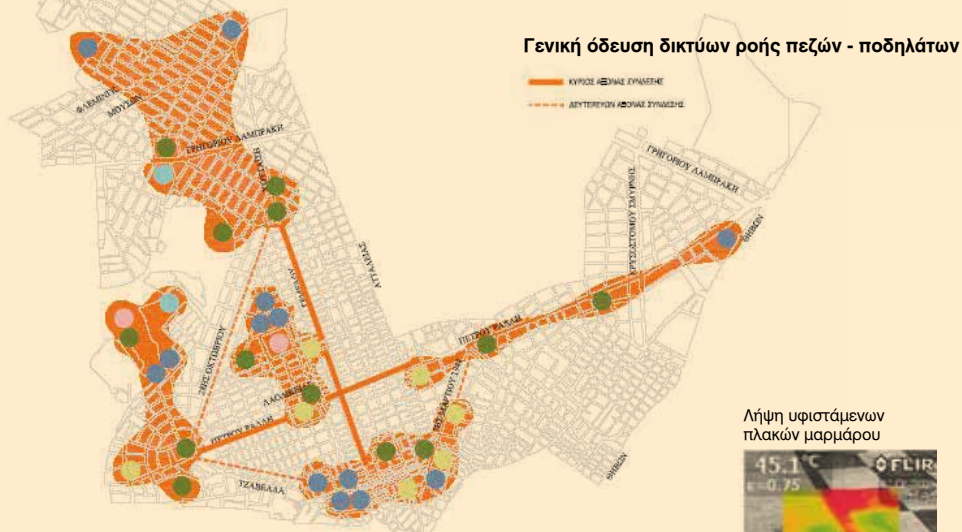 Γενική όδευση δικτύων ροής πεζών - ποδηλάτων
ΚΥΡΙΟΣ ΑΞΟΝΑΣ ΣΥΝΔΕΣΗΣ
ΔΕΥΤΕΡΕΥΩΝ ΑΞΟΝΑΣ ΣΥΝΔΕΣΗΣ
ΦΛΕΜΙΝΓΚ
ΜΟΥΣΩΝ
ΓΡΗΓΟΡΙΟΥ ΛΑΜΠΡΑΚΗ
ΓΡΗΓΟΡΙΟΥ ΛΑΜΠΡΑΚΗ
ΧΡΥΣΟΣΤΟΜΟΥ ΣΜΥΡΝΗΣ
ΘΗΒΩΝ
ΑΤΤΑΛΕΙΑΣ
28ΗΣ ΟΚΤΩΒΡΙΟΥ
ΠΕΤΡΟΥ ΡΑΛΛΗ
ΛΑΟΔΙΚΕΙΑΣ
ΠΕΤΡΟΥ ΡΑΛΛΗ
ΤΖΑΒΕΛΛΑ
ΘΗΒΩΝ
Λήψη υφιστάμενων
πλακών μαρμάρου
45.1°C
FLIR
ε=0.75